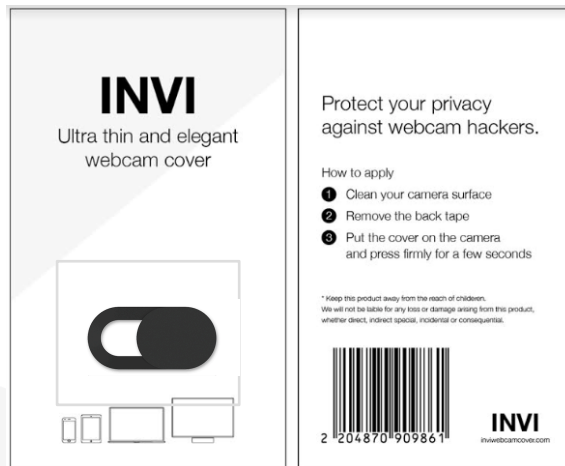 INVI
Ultra thin and elegant
webcam cover
Protect your privacy
against webcam hackers.
How to apply
1 Clean your camera surface
2 Remove the back tape
3 Put the cover on the camera
and press firmly for a few seconds
* Keep this product away from the reach of childeren.
We will not be laible for any loss or damage arising from this product,
whether direct, indirect special, incidental or consequential.
2 204870 909861
INVI
inviwebcamcover.com